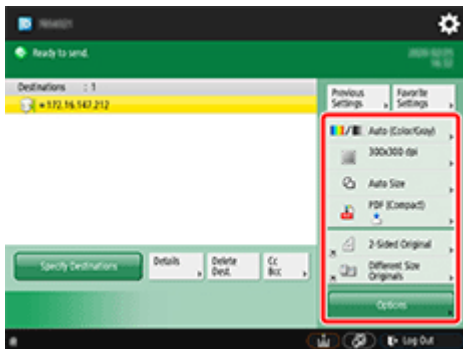 Ready to send.
Destinations : 1
172.16.147.212
Previous Settings
Favorite Settings
Auto (Color/Gray)
300x300 dpi
Auto Size
PDF (Compact)
2-Sided Original
Different Size
Originals
Options
Specify Destinations
Details
Delete
Dest.
Cc
Bcc
Log Out